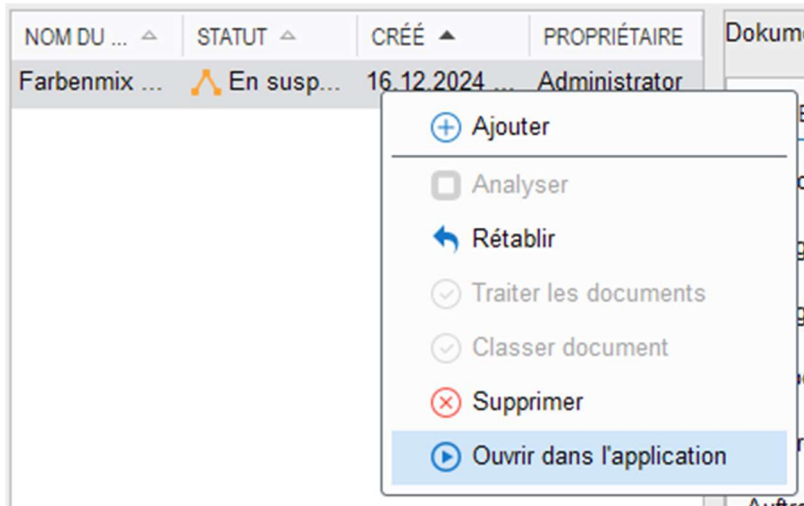 NOM DU ... STATUT CRÉÉ PROPRIÉTAIRE Dokum
Farbenmix ... En susp... 16.12.2024 ... Administrator
Ajouter
Analyser
Rétablir
Traiter les documents
Classer document
Supprimer
Ouvrir dans l'application